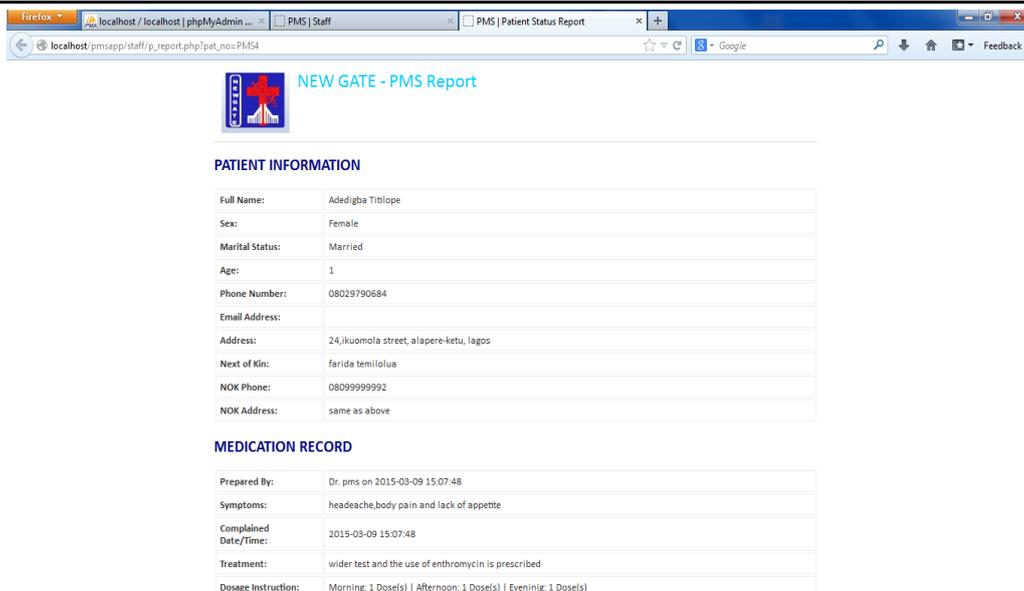 Firefox
localhost / localhost | phpMyAdmin ...
PMS | Staff
PMS | Patient Status Report
localhost/pmsapp/staff/p_report.php?pat_no=PMS4
Google
Feedback
NEWGATE
NEW GATE - PMS Report
PATIENT INFORMATION
Full Name: Adedigba Titilope
Sex: Female
Marital Status: Married
Age: 1
Phone Number: 08029790684
Email Address:
Address: 24,ikuomola street, alapere-ketu, lagos
Next of Kin: farida temilolua
NOK Phone: 08099999992
NOK Address: same as above
MEDICATION RECORD
Prepared By: Dr. pms on 2015-03-09 15:07:48
Symptoms: headeache,body pain and lack of appetite
Complained
Date/Time: 2015-03-09 15:07:48
Treatment: wider test and the use of enthromycin is prescribed
Dosage Instruction: Morning: 1 Dose(s) | Afternoon: 1 Dose(s) | Eveninig: 1 Dose(s)